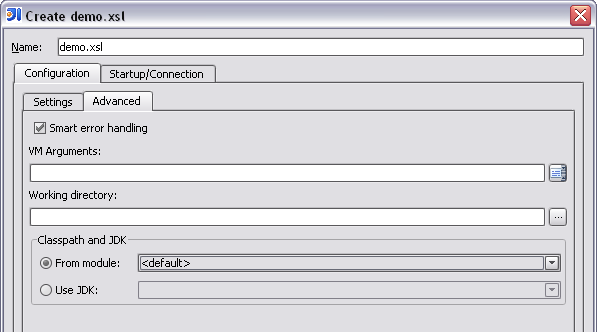 Create demo.xsl
Name: demo.xsl
Configuration Startup/Connection
Settings Advanced
Smart error handling
VM Arguments:
Working directory:
...
Classpath and JDK
From module: <default>
Use JDK: